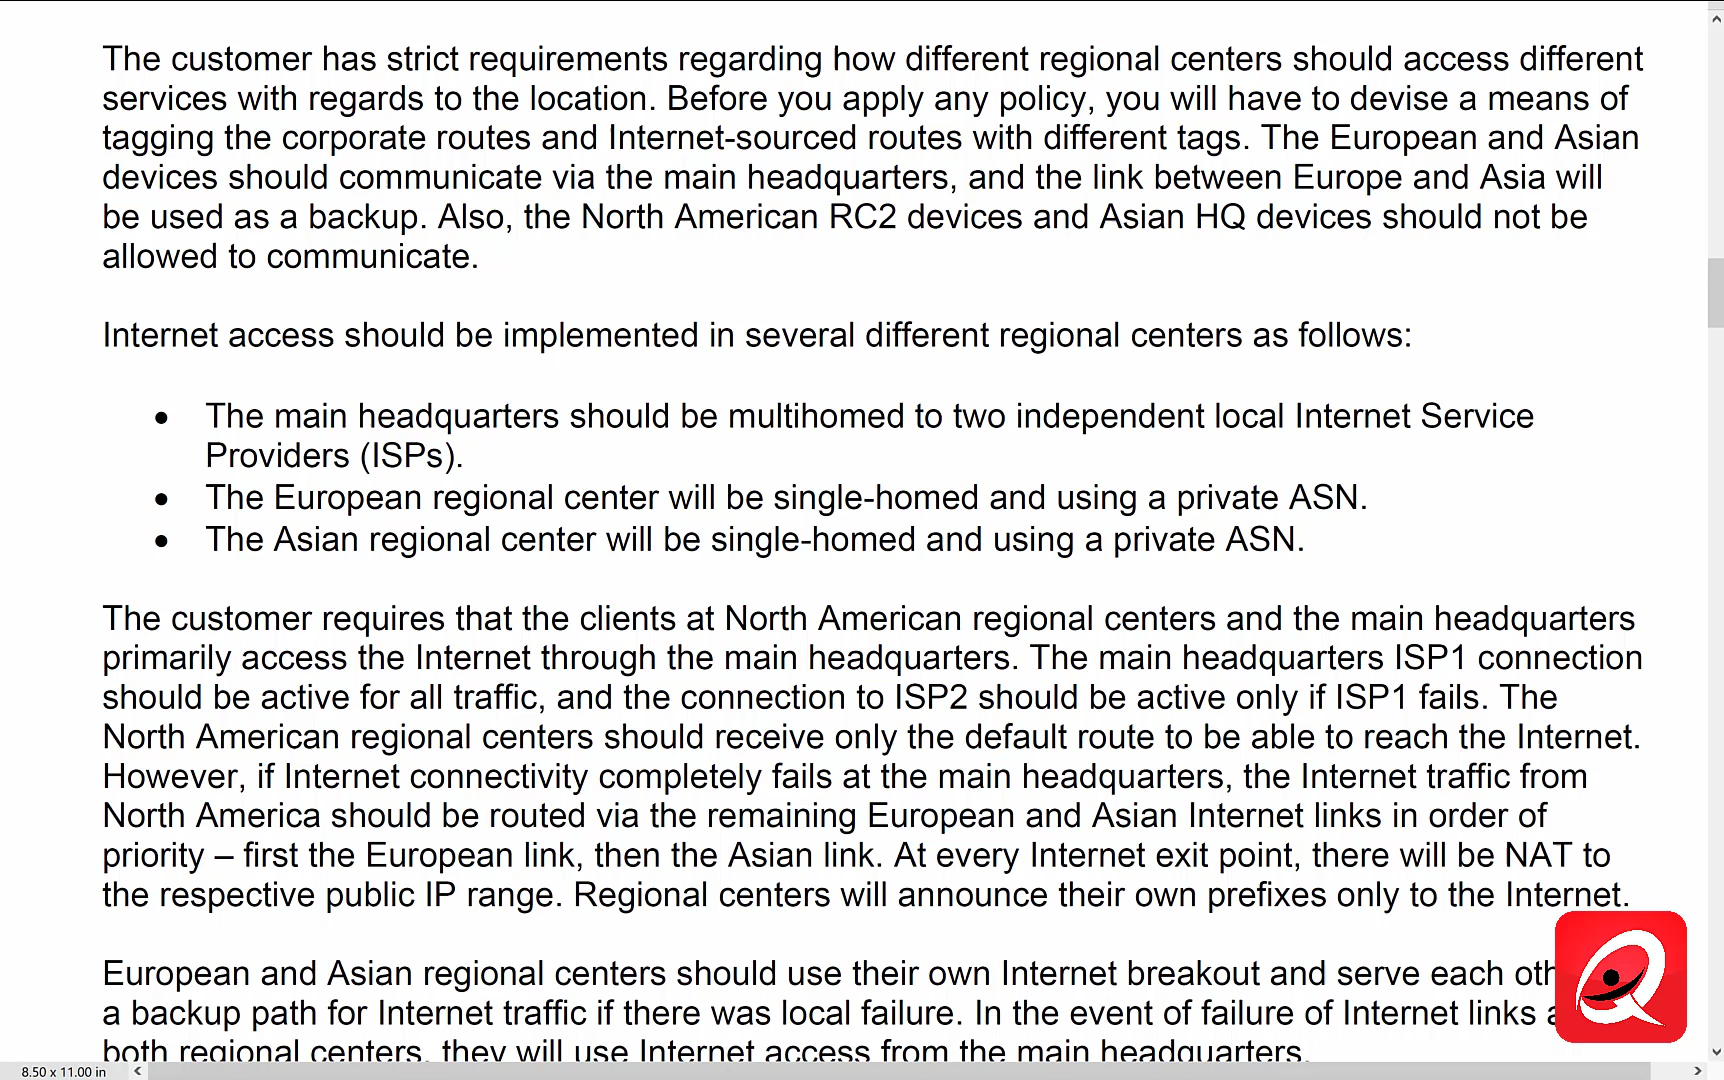 The customer has strict requirements regarding how different regional centers should access different
services with regards to the location. Before you apply any policy, you will have to devise a means of
tagging the corporate routes and Internet-sourced routes with different tags. The European and Asian
devices should communicate via the main headquarters, and the link between Europe and Asia will
be used as a backup. Also, the North American RC2 devices and Asian HQ devices should not be
allowed to communicate.
Internet access should be implemented in several different regional centers as follows:
• The main headquarters should be multihomed to two independent local Internet Service
Providers (ISPs).
• The European regional center will be single-homed and using a private ASN.
• The Asian regional center will be single-homed and using a private ASN.
The customer requires that the clients at North American regional centers and the main headquarters
primarily access the Internet through the main headquarters. The main headquarters ISP1 connection
should be active for all traffic, and the connection to ISP2 should be active only if ISP1 fails. The
North American regional centers should receive only the default route to be able to reach the Internet.
However, if Internet connectivity completely fails at the main headquarters, the Internet traffic from
North America should be routed via the remaining European and Asian Internet links in order of
priority – first the European link, then the Asian link. At every Internet exit point, there will be NAT to
the respective public IP range. Regional centers will announce their own prefixes only to the Internet.
European and Asian regional centers should use their own Internet breakout and serve each
a backup path for Internet traffic if there was local failure. In the event of failure of Internet links
both regional centers, they will use Internet access from the main headquarters.
8.50 x 11.00 in